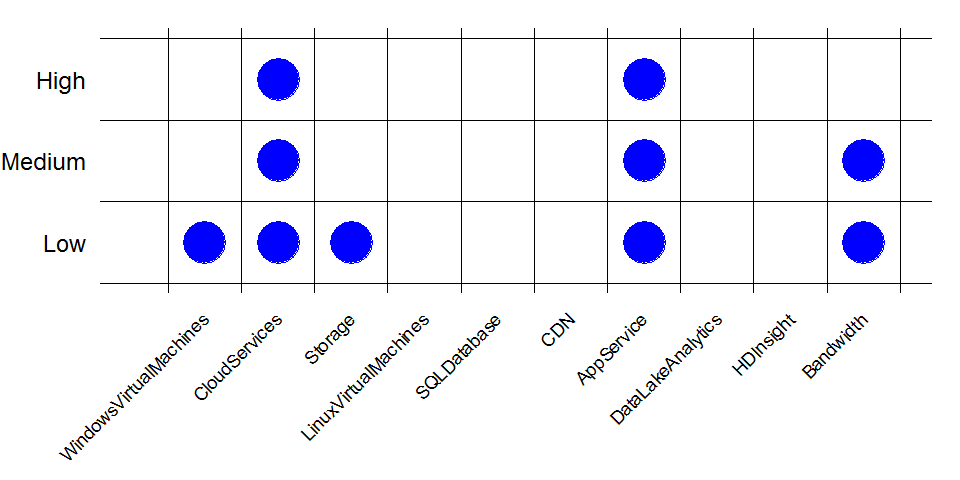 High
Medium
Low
WindowsVirtualMachines
CloudServices
Storage
LinuxVirtualMachines
SQLDatabase
CDN
AppService
DataLakeAnalytics
HDInsight
Bandwidth